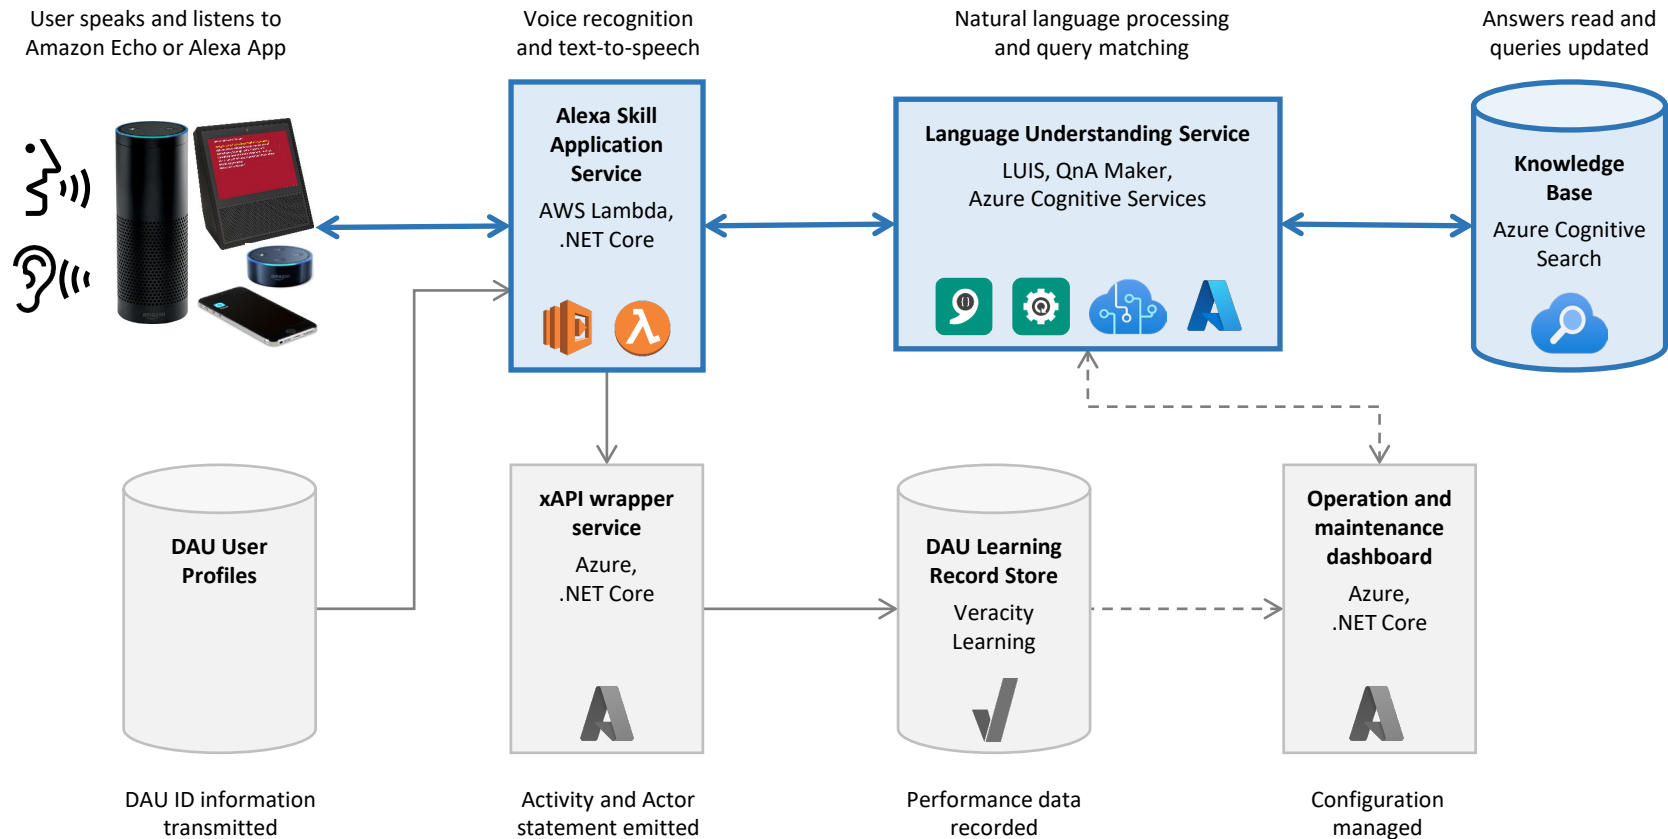 User speaks and listens to
Amazon Echo or Alexa App
Voice recognition
and text-to-speech
Natural language processing
and query matching
Answers read and
queries updated
Alexa Skill
Application
Service
AWS Lambda,
.NET Core
Language Understanding Service
LUIS, QnA Maker,
Azure Cognitive Services
Knowledge
Base
Azure Cognitive
Search
amazon
amazon
DAU User
Profiles
xAPI wrapper
service
Azure,
.NET Core
DAU Learning
Record Store
Veracity
Learning
Operation and
maintenance
dashboard
Azure,
.NET Core
DAU ID information
transmitted
Activity and Actor
statement emitted
Performance data
recorded
Configuration
managed